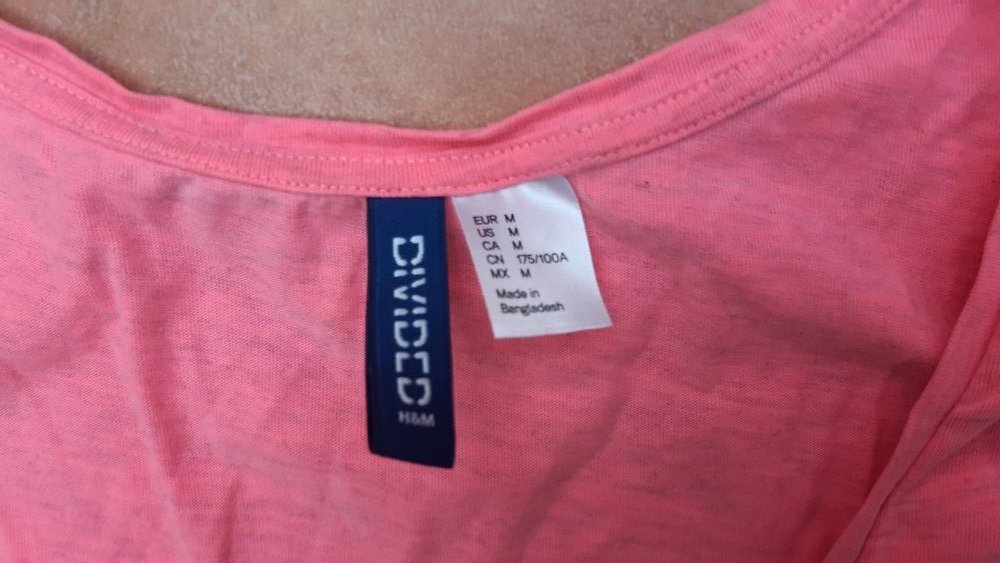 DIVIDED
H&M
EUR M
US M
CA M
CN 175/100A
MX M
Made in
Bangladesh